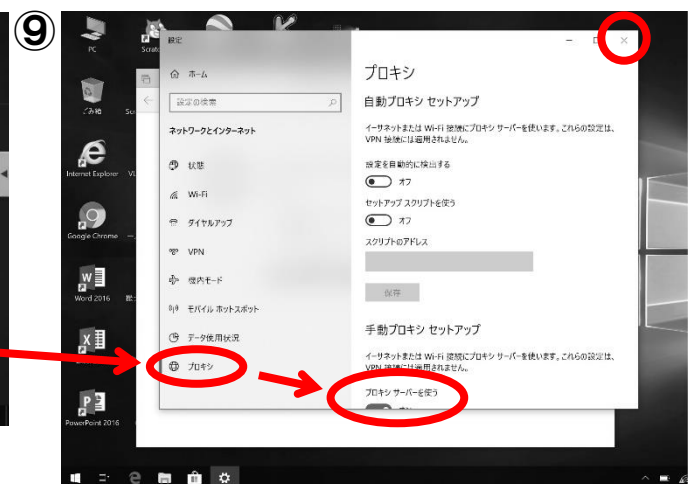 ⑨
PC
ごみ箱
Internet Explorer
Google Chrome
Word 2016
PowerPoint 2016
設定
ホーム
設定の検索
ネットワークとインターネット
状態
Wi-Fi
ダイヤルアップ
VPN
機内モード
モバイル ホットスポット
データ使用状況
プロキシ
プロキシ
自動プロキシ セットアップ
イーサネットまたは Wi-Fi 接続にプロキシ サーバーを使います。これらの設定は、
VPN 接続には適用されません。
設定を自動的に検出する
オフ
セットアップ スクリプトを使う
オフ
スクリプトのアドレス
保存
手動プロキシ セットアップ
イーサネットまたは Wi-Fi 接続にプロキシ サーバーを使います。これらの設定は、
VPN 接続には適用されません。
プロキシ サーバーを使う